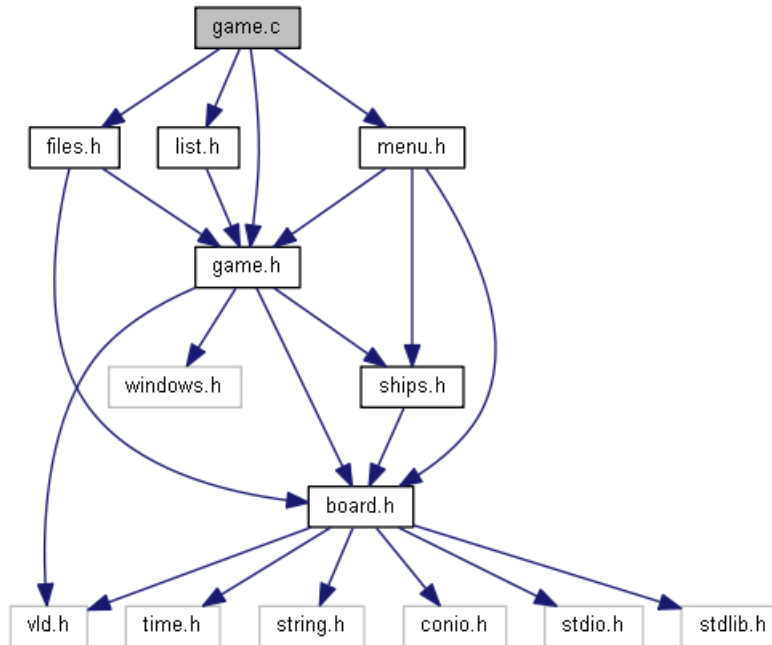 game.c
files.h
list.h
menu.h
game.h
windows.h
ships.h
board.h
vld.h
time.h
string.h
conio.h
stdio.h
stdlib.h